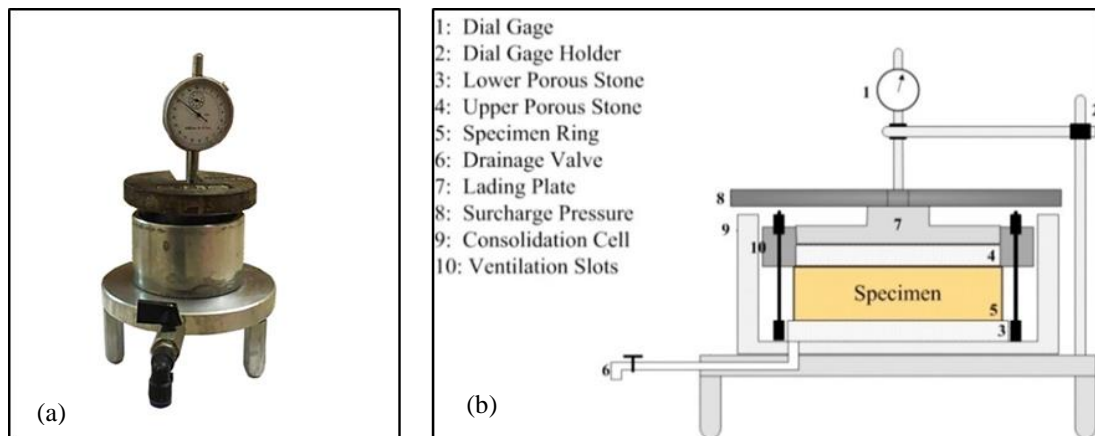 (a)
1: Dial Gage
2: Dial Gage Holder
3: Lower Porous Stone
4: Upper Porous Stone
5: Specimen Ring
6: Drainage Valve
7: Lading Plate
8: Surcharge Pressure
9: Consolidation Cell
10: Ventilation Slots
1
2
8
7
9
10
4
Specimen
5
3
6
(b)